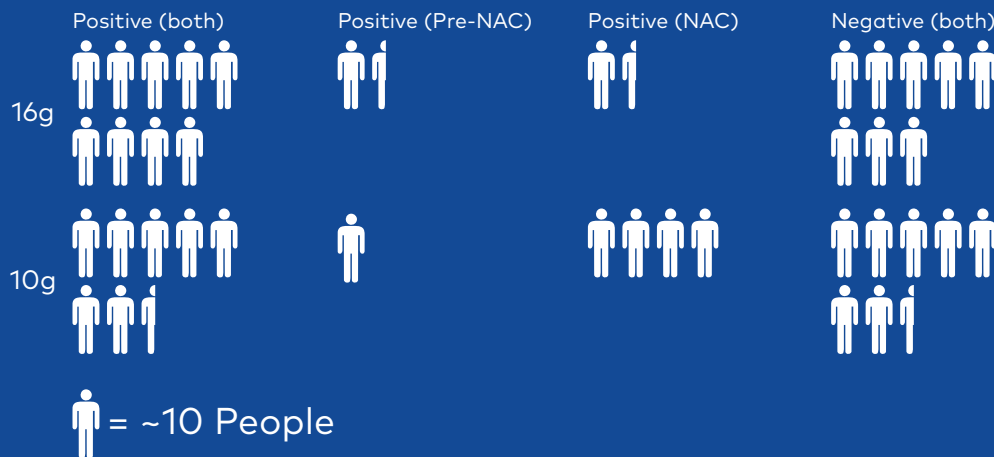 Positive (both) Positive (Pre-NAC) Positive (NAC) Negative (both)
16g
10g
= ~10 People